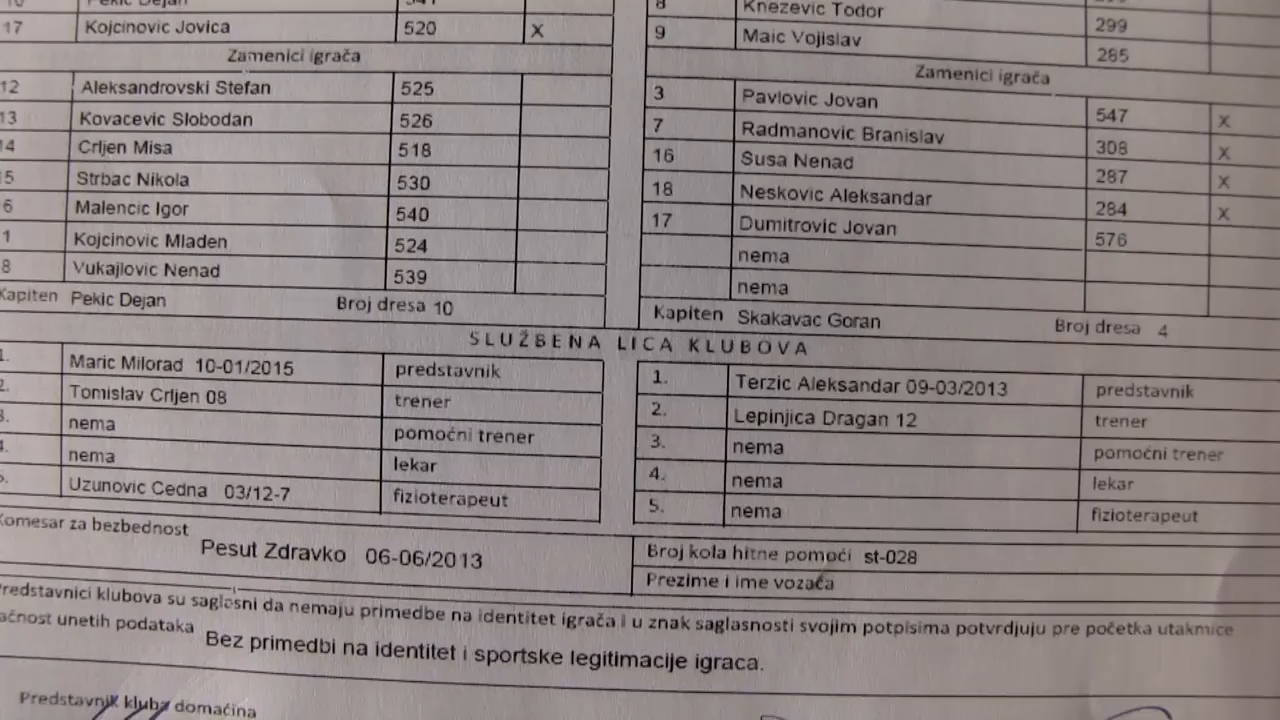 Pekic Dejan 541
17 Kojcinovic Jovica 520 X
Zamenici igrača
12 Aleksandrovski Stefan 525
13 Kovacevic Slobodan 526
14 Crljen Misa 518
5 Strbac Nikola 530
6 Malencic Igor 540
1 Kojcinovic Mladen 524
8 Vukajlovic Nenad 539
Kapiten Pekic Dejan Broj dresa 10
8 Knezevic Todor 299
9 Maic Vojislav 285
Zamenici igrača
3 Pavlovic Jovan 547 X
7 Radmanovic Branislav 308 X
16 Susa Nenad 287 X
18 Neskovic Aleksandar 284 X
17 Dumitrovic Jovan 576
nema
nema
Kapiten Skakavac Goran Broj dresa 4
SLUŽBENA LICA KLUBOVA
1. Maric Milorad 10-01/2015 predstavnik
2. Tomislav Crljen 08 trener
3. nema pomoćni trener
4. nema lekar
5. Uzunovic Cedna 03/12-7 fizioterapeut
1. Terzic Aleksandar 09-03/2013 predstavnik
2. Lepinjica Dragan 12 trener
3. nema pomoćni trener
4. nema lekar
5. nema fizioterapeut
Komesar za bezbednost Pesut Zdravko 06-06/2013
Broj kola hitne pomoći st-028
Prezime i ime vozača
Predstavnici klubova su saglasni da nemaju primedbe na identitet igrača i u znak saglasnosti svojim potpisima potvrdjuju pre početka utakmice
tačnost unetih podataka Bez primedbi na identitet i sportske legitimacije igraca.
Predstavnik kluba domaćina